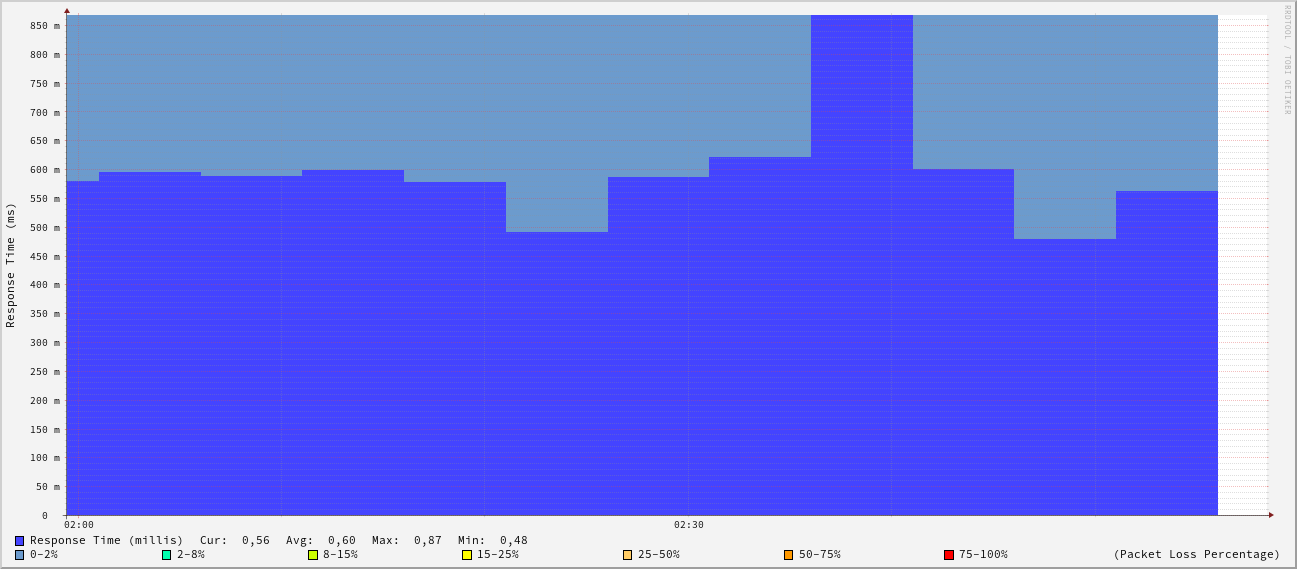 RRDTOOL / TOBI OETIKER
Response Time (ms)
850 m
800 m
750 m
700 m
650 m
600 m
550 m
500 m
450 m
400 m
350 m
300 m
250 m
200 m
150 m
100 m
50 m
0
02:00 02:30
Response Time (millis) Cur: 0,56 Avg: 0,60 Max: 0,87 Min: 0,48
0-2% 2-8% 8-15% 15-25% 25-50% 50-75% 75-100% (Packet Loss Percentage)